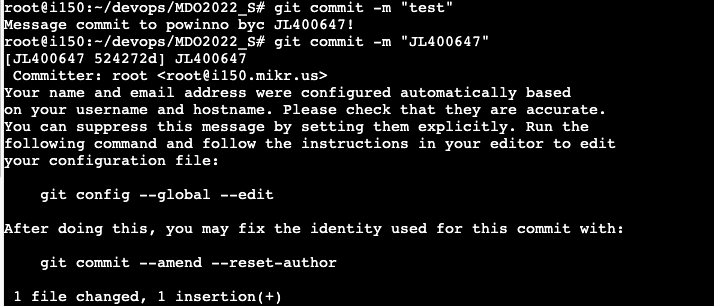 root@i150:~/devops/MDO2022_S# git commit -m "test"
Message commit to powinno byc JL400647!
root@i150:~/devops/MDO2022_S# git commit -m "JL400647"
[JL400647 524272d] JL400647
 Committer: root <root@i150.mikr.us>
Your name and email address were configured automatically based
on your username and hostname. Please check that they are accurate.
You can suppress this message by setting them explicitly. Run the
following command and follow the instructions in your editor to edit
your configuration file:

    git config --global --edit

After doing this, you may fix the identity used for this commit with:

    git commit --amend --reset-author

 1 file changed, 1 insertion(+)